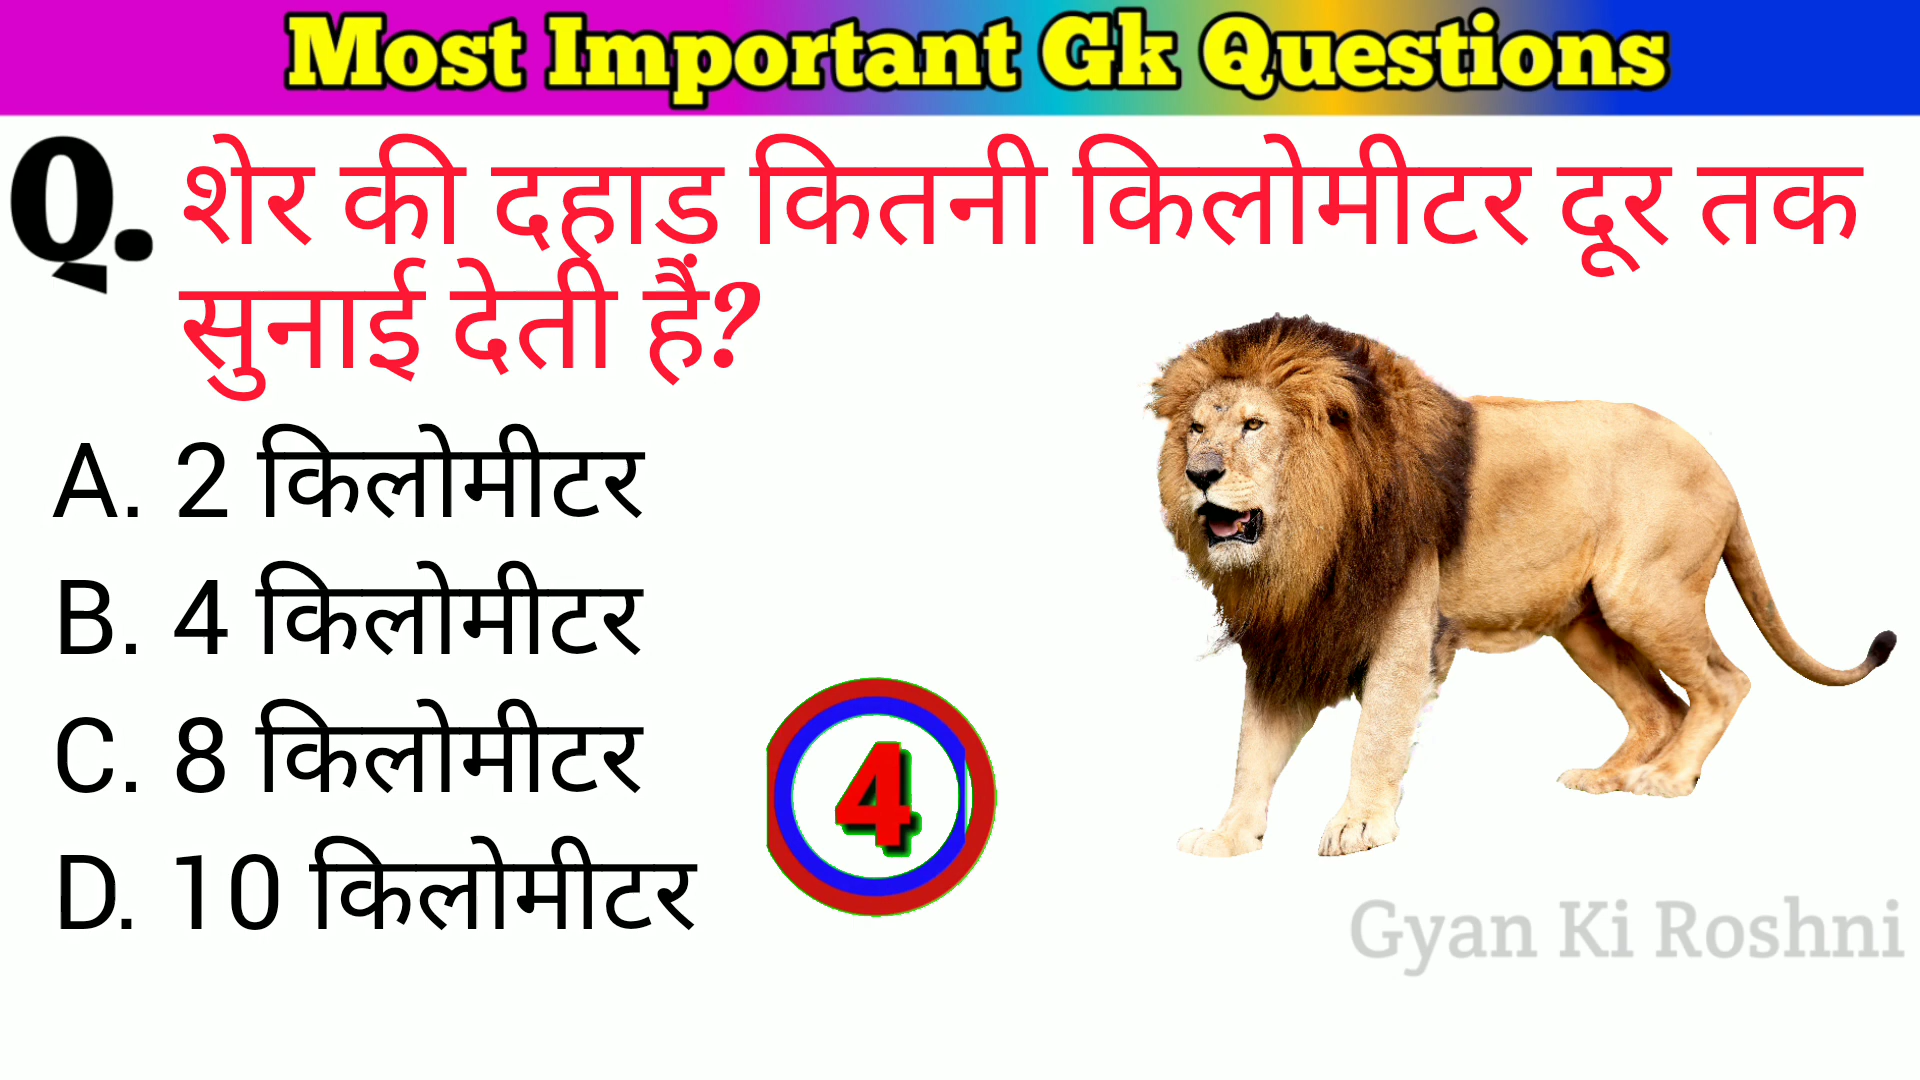 Most Important Gk Questions
Q. शेर की दहाड़ कितनी किलोमीटर दूर तक
सुनाई देती हैं?
A. 2 किलोमीटर
B. 4 किलोमीटर
C. 8 किलोमीटर
D. 10 किलोमीटर
4
Gyan Ki Roshni